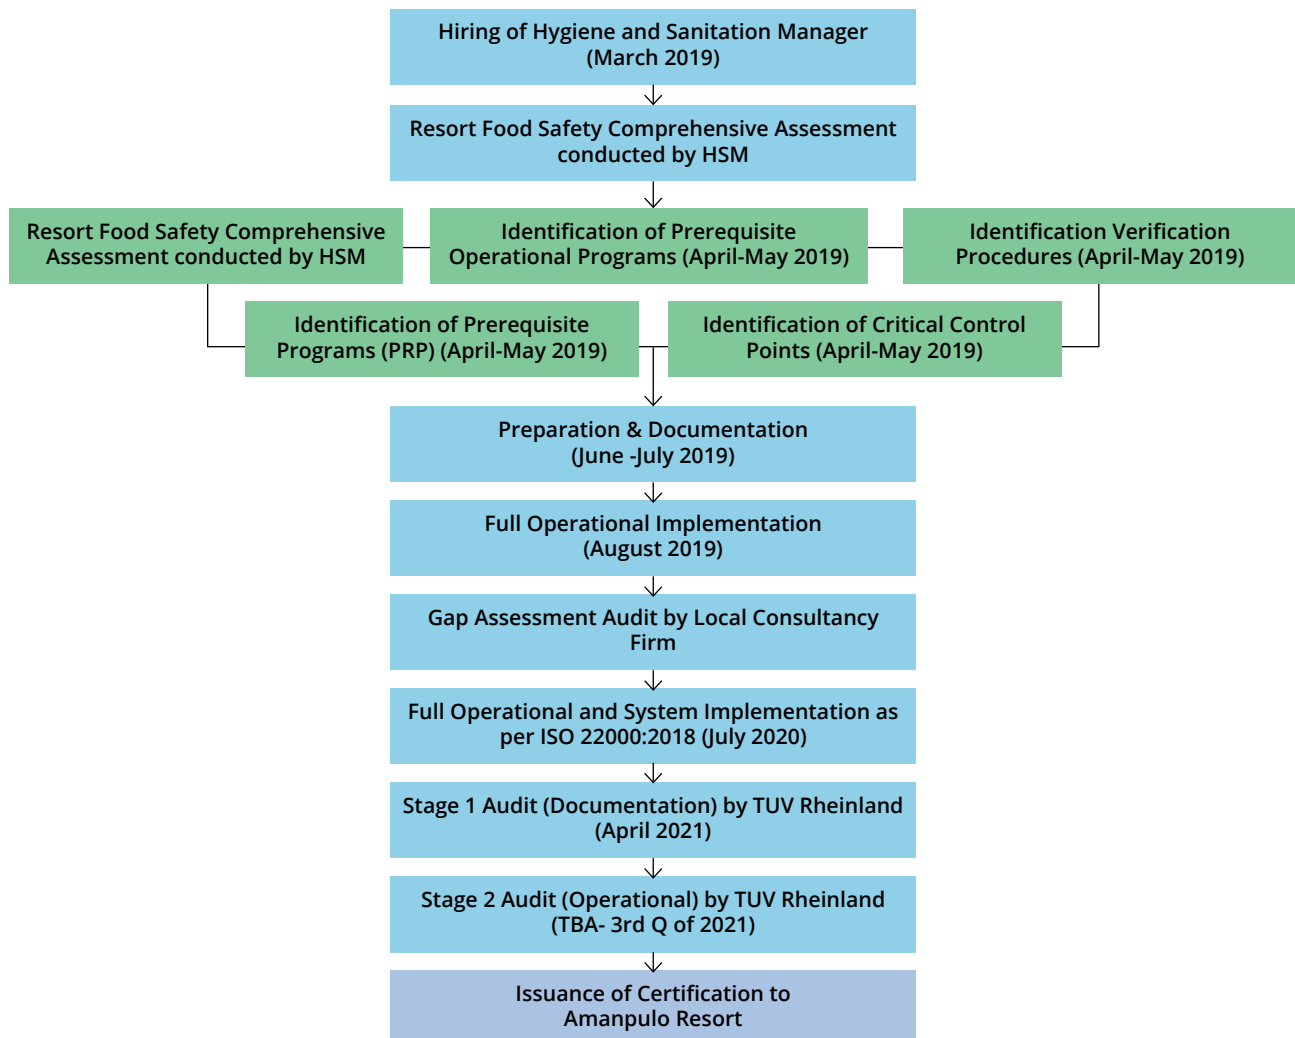 Hiring of Hygiene and Sanitation Manager
(March 2019)
Resort Food Safety Comprehensive Assessment
conducted by HSM
Resort Food Safety Comprehensive
Assessment conducted by HSM
Identification of Prerequisite
Operational Programs (April-May 2019)
Identification Verification
Procedures (April-May 2019)
Identification of Prerequisite
Programs (PRP) (April-May 2019)
Identification of Critical Control
Points (April-May 2019)
Preparation & Documentation
(June -July 2019)
Full Operational Implementation
(August 2019)
Gap Assessment Audit by Local Consultancy
Firm
Full Operational and System Implementation as
per ISO 22000:2018 (July 2020)
Stage 1 Audit (Documentation) by TUV Rheinland
(April 2021)
Stage 2 Audit (Operational) by TUV Rheinland
(TBA- 3rd Q of 2021)
Issuance of Certification to
Amanpulo Resort